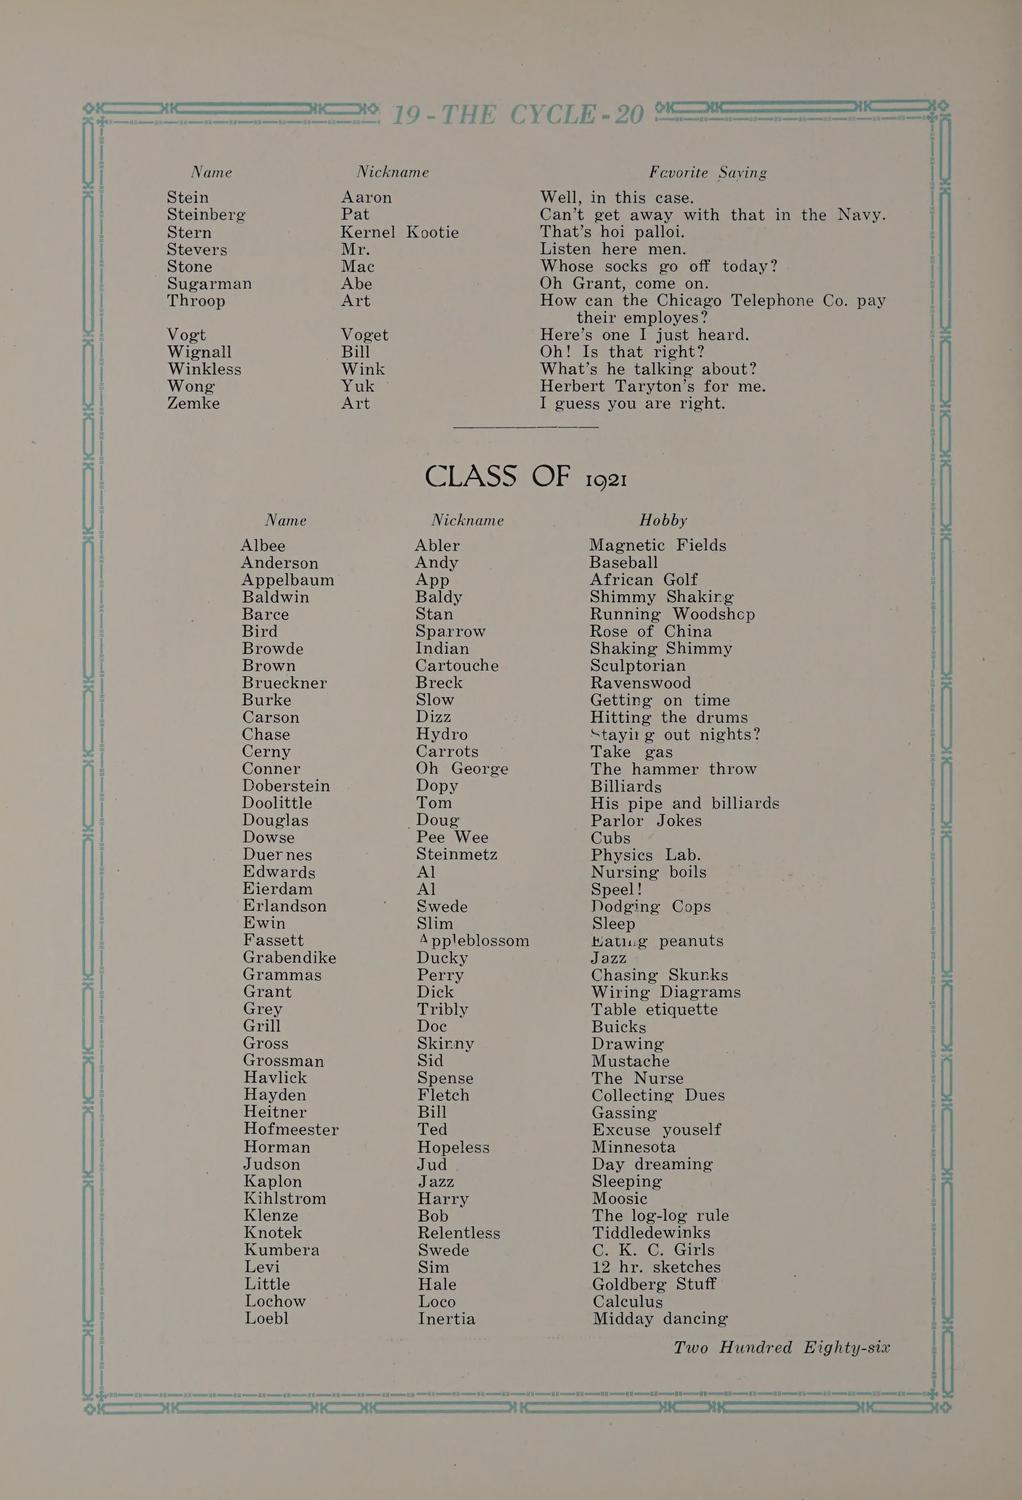 19-THE CYCLE-20
Name Nickname Favorite Saying
Stein Aaron Well, in this case.
Steinberg Pat Can't get away with that in the Navy.
Stern Kernel Kootie That's hoi palloi.
Stevers Mr. Listen here men.
Stone Mac Whose socks go off today?
Sugarman Abe Oh Grant, come on.
Throop Art How can the Chicago Telephone Co. pay
their employes?
Vogt Voget Here's one I just heard.
Wignall Bill Oh! Is that right?
Winkless Wink What's he talking about?
Wong Yuk Herbert Taryton's for me.
Zemke Art I guess you are right.
CLASS OF 1921
Name Nickname Hobby
Albee Abler Magnetic Fields
Anderson Andy Baseball
Appelbaum App African Golf
Baldwin Baldy Shimmy Shaking
Barce Stan Running Woodshop
Bird Sparrow Rose of China
Browde Indian Shaking Shimmy
Brown Cartouche Sculptorian
Brueckner Breck Ravenswood
Burke Slow Getting on time
Carson Dizz Hitting the drums
Chase Hydro Staying out nights?
Cerny Carrots Take gas
Conner Oh George The hammer throw
Doberstein Dopy Billiards
Doolittle Tom His pipe and billiards
Douglas Doug Parlor Jokes
Dowse Pee Wee Cubs
Duernes Steinmetz Physics Lab.
Edwards Al Nursing boils
Eierdam Al Speel!
Erlandson Swede Dodging Cops
Ewin Slim Sleep
Fassett Appleblossom Eating peanuts
Grabendike Ducky Jazz
Grammas Perry Chasing Skunks
Grant Dick Wiring Diagrams
Grey Tribly Table etiquette
Grill Doc Buicks
Gross Skinny Drawing
Grossman Sid Mustache
Havlick Spense The Nurse
Hayden Fletch Collecting Dues
Heitner Bill Gassing
Hofmeester Ted Excuse youself
Horman Hopeless Minnesota
Judson Jud Day dreaming
Kaplon Jazz Sleeping
Kihlstrom Harry Moosic
Klenze Bob The log-log rule
Knotek Relentless Tiddledewinks
Kumbera Swede C. K. C. Girls
Levi Sim 12 hr. sketches
Little Hale Goldberg Stuff
Lochow Loco Calculus
Loebl Inertia Midday dancing
Two Hundred Eighty-six